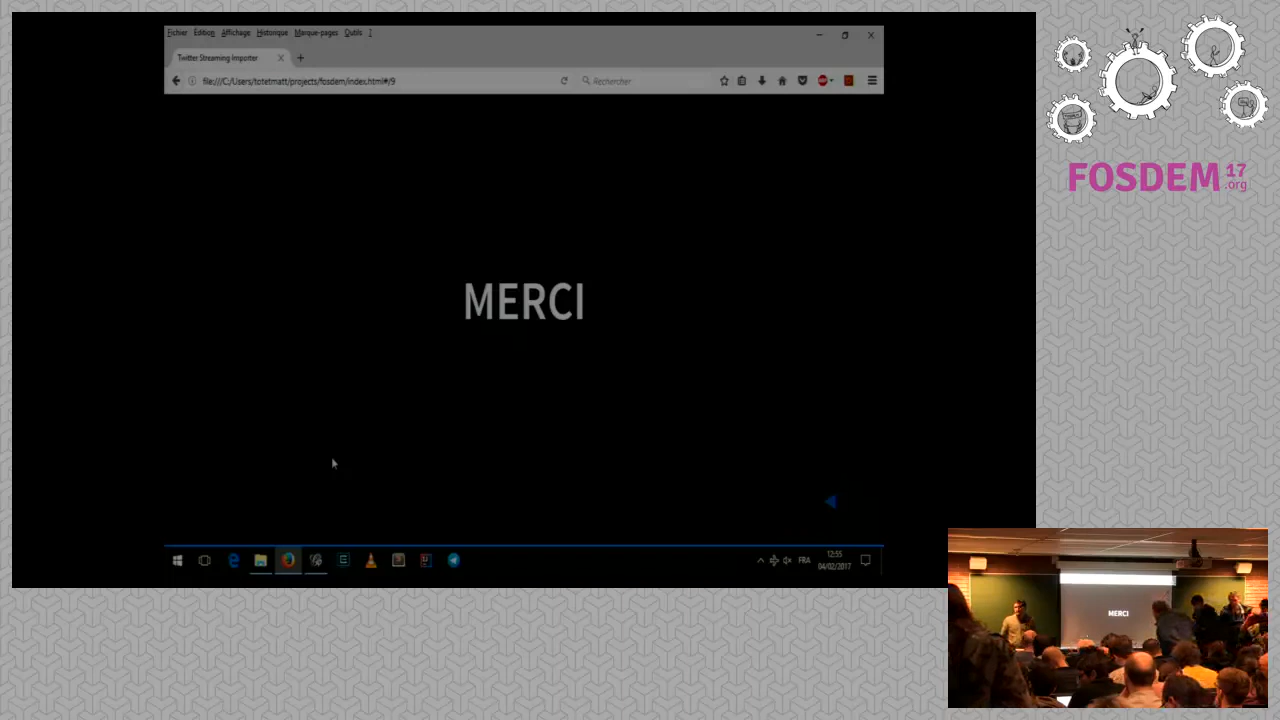 Fichier Édition Affichage Historique Marque-pages Outils ?
Twitter Streaming Importer
file:///C:/Users/totetmatt/projects/fosdem/index.html#/9
Rechercher
MERCI
FRA
12:55
04/02/2017
FOSDEM 17
.org
MERCI